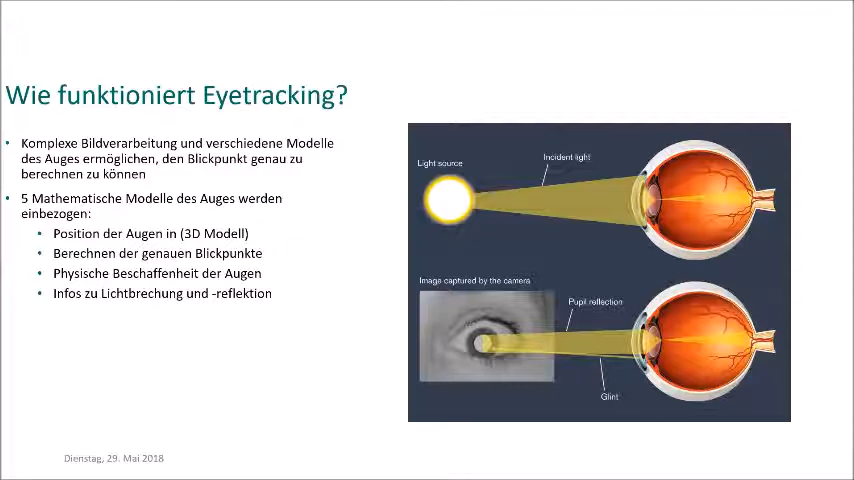 Wie funktioniert Eyetracking?
• Komplexe Bildverarbeitung und verschiedene Modelle
des Auges ermöglichen, den Blickpunkt genau zu
berechnen zu können
• 5 Mathematische Modelle des Auges werden
einbezogen:
• Position der Augen in (3D Modell)
• Berechnen der genauen Blickpunkte
• Physische Beschaffenheit der Augen
• Infos zu Lichtbrechung und -reflektion
Light source
Incident light
Image captured by the camera
Pupil reflection
Glint
Dienstag, 29. Mai 2018